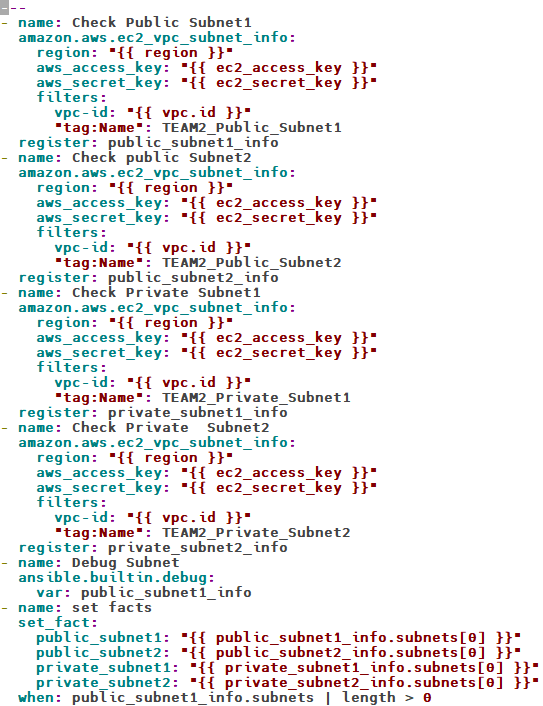 ---
- name: Check Public Subnet1
  amazon.aws.ec2_vpc_subnet_info:
    region: "{{ region }}"
    aws_access_key: "{{ ec2_access_key }}"
    aws_secret_key: "{{ ec2_secret_key }}"
    filters:
      vpc-id: "{{ vpc.id }}"
      "tag:Name": TEAM2_Public_Subnet1
  register: public_subnet1_info
- name: Check public Subnet2
  amazon.aws.ec2_vpc_subnet_info:
    region: "{{ region }}"
    aws_access_key: "{{ ec2_access_key }}"
    aws_secret_key: "{{ ec2_secret_key }}"
    filters:
      vpc-id: "{{ vpc.id }}"
      "tag:Name": TEAM2_Public_Subnet2
  register: public_subnet2_info
- name: Check Private Subnet1
  amazon.aws.ec2_vpc_subnet_info:
    region: "{{ region }}"
    aws_access_key: "{{ ec2_access_key }}"
    aws_secret_key: "{{ ec2_secret_key }}"
    filters:
      vpc-id: "{{ vpc.id }}"
      "tag:Name": TEAM2_Private_Subnet1
  register: private_subnet1_info
- name: Check Private  Subnet2
  amazon.aws.ec2_vpc_subnet_info:
    region: "{{ region }}"
    aws_access_key: "{{ ec2_access_key }}"
    aws_secret_key: "{{ ec2_secret_key }}"
    filters:
      vpc-id: "{{ vpc.id }}"
      "tag:Name": TEAM2_Private_Subnet2
  register: private_subnet2_info
- name: Debug Subnet
  ansible.builtin.debug:
    var: public_subnet1_info
- name: set facts
  set_fact:
    public_subnet1: "{{ public_subnet1_info.subnets[0] }}"
    public_subnet2: "{{ public_subnet2_info.subnets[0] }}"
    private_subnet1: "{{ private_subnet1_info.subnets[0] }}"
    private_subnet2: "{{ private_subnet2_info.subnets[0] }}"
  when: public_subnet1_info.subnets | length > 0